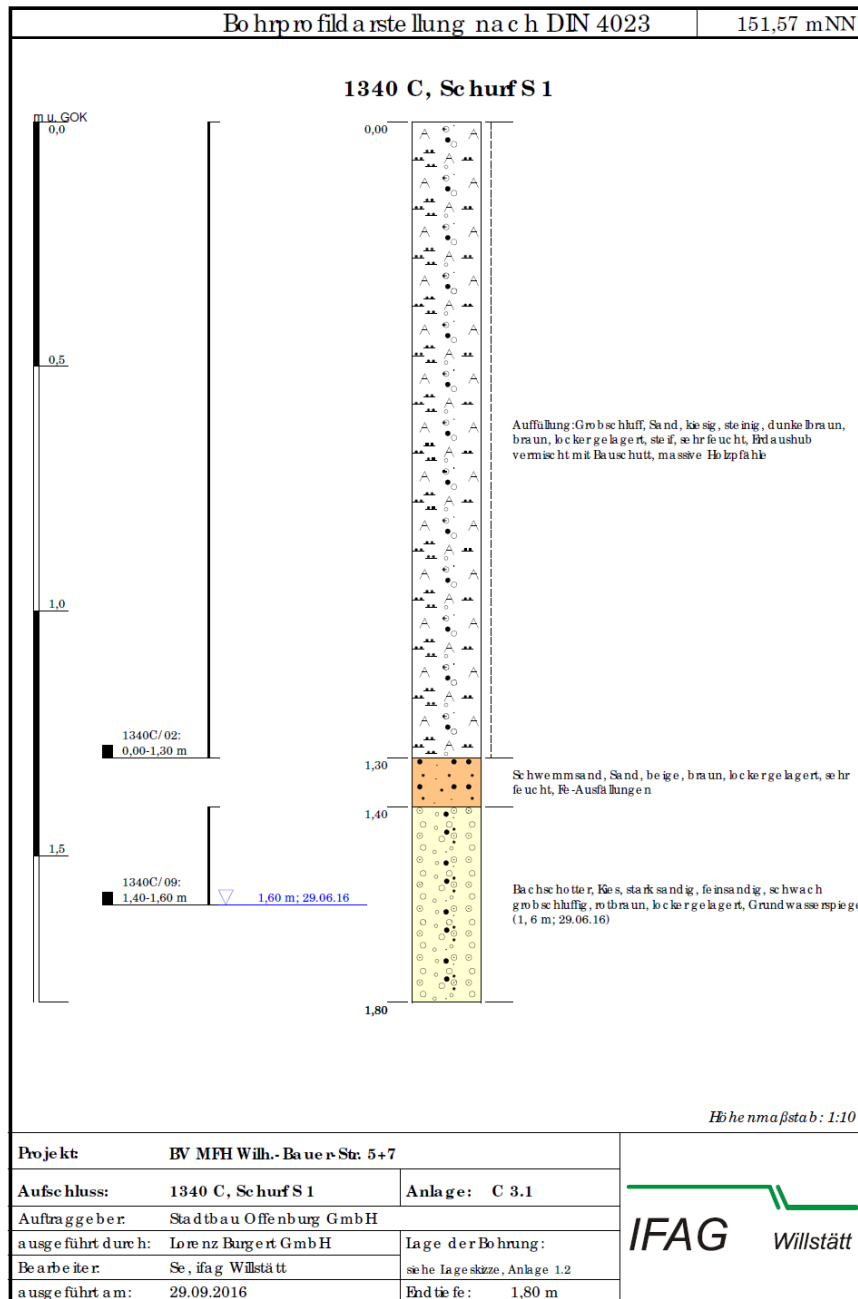 Bohrprofildarstellung nach DIN 4023
151,57 mNN
1340 C, Schurf S 1
m u. GOK
0,0
0,00
0,5
Auffüllung:Grobschluff, Sand, kiesig, steinig, dunkelbraun,
braun, locker gelagert, steif, sehr feucht, Erdaushub
vermischt mit Bauschutt, massive Holzpfähle
1,0
1340C/02:
0,00-1,30 m
1,30
Schwemmsand, Sand, beige, braun, locker gelagert, sehr
feucht, Fe-Ausfällungen
1,40
1,5
1340C/09:
1,40-1,60 m
1,60 m; 29.06.16
Bachschotter, Kies, stark sandig, feinsandig, schwach
grobschluffig, rotbraun, locker gelagert, Grundwasserspiege
(1, 6 m; 29.06.16)
1,80
Höhenmaßstab: 1:10
Projekt: BV MFH Wilh.-Bauer-Str. 5+7
Aufschluss: 1340 C, Schurf S 1 Anlage: C 3.1
Auftraggeber: Stadtbau Offenburg GmbH
ausgeführt durch: Lorenz Burgert GmbH Lage der Bohrung:
Bearbeiter: Se, ifag Willstätt siehe Lageskizze, Anlage 1.2
ausgeführt am: 29.09.2016 Endtiefe: 1,80 m
IFAG Willstätt